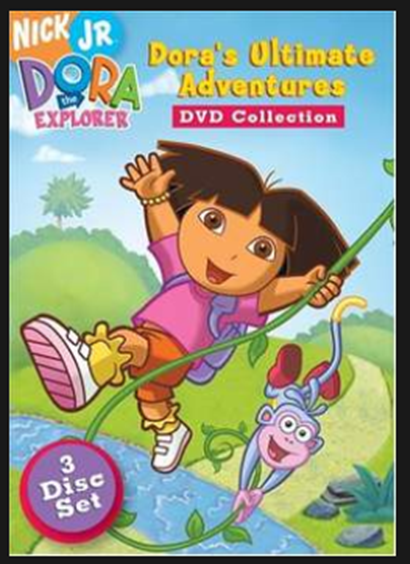 NICK JR
DORA
the
EXPLORER
Dora's Ultimate
Adventures
DVD Collection
3
Disc
Set